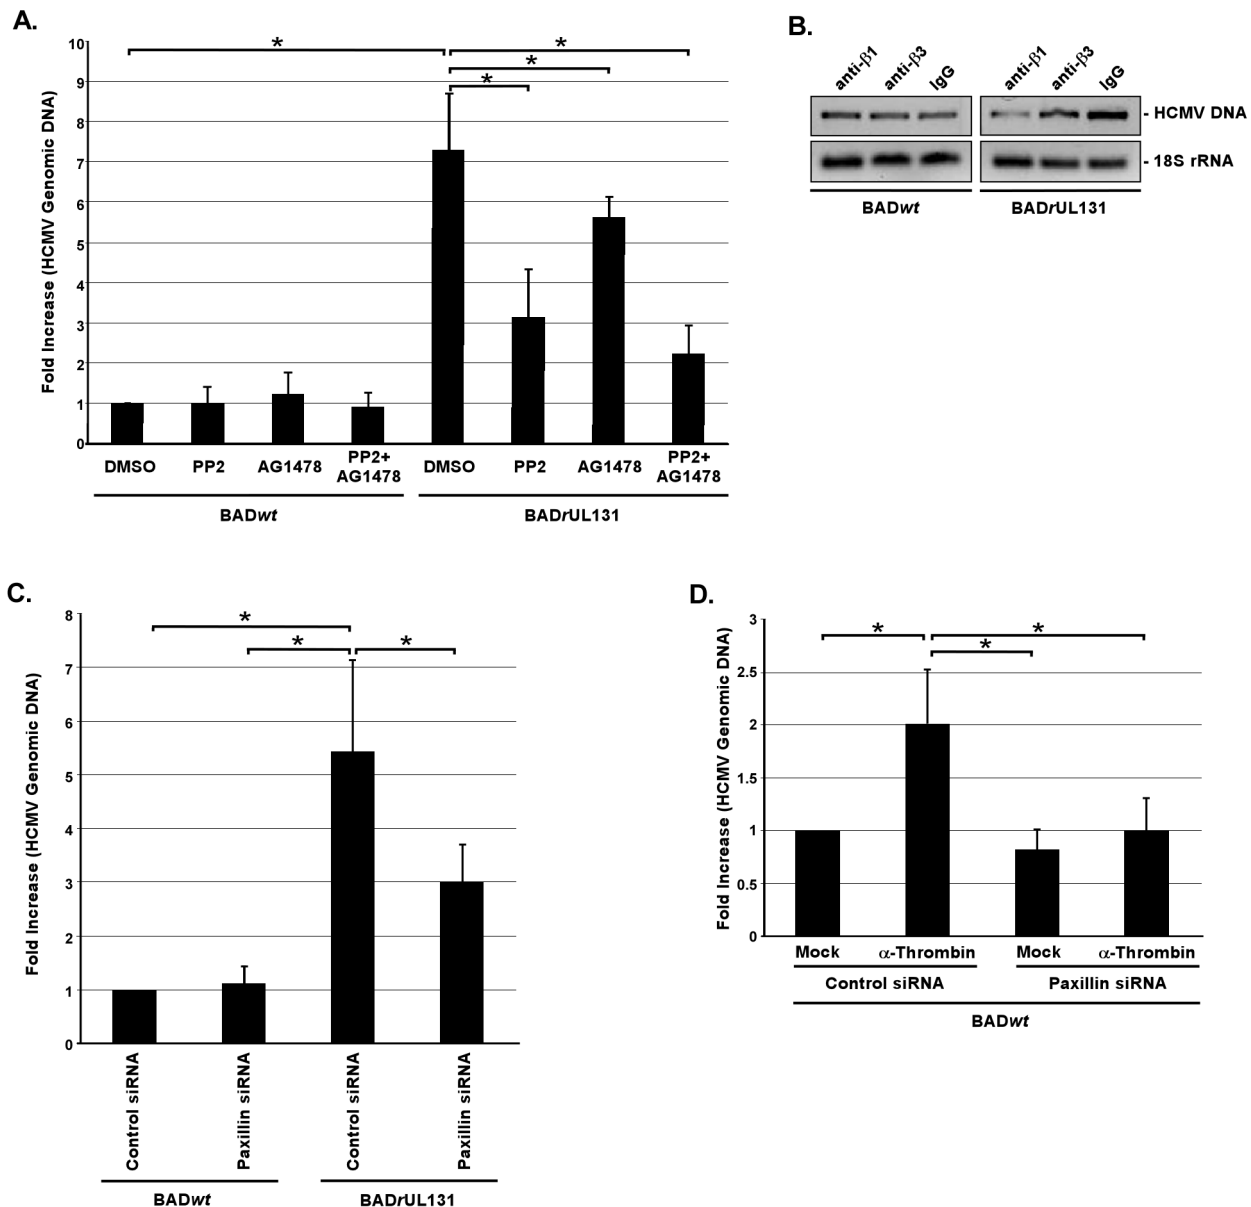 A.
Fold Increase (HCMV Genomic DNA)
10
9
8
7
6
5
4
3
2
1
0
*
*
*
*
DMSO PP2 AG1478 PP2+
AG1478
DMSO PP2 AG1478 PP2+
AG1478
BADwt BADrUL131
B.
anti-β1 anti-β3 IgG anti-β1 anti-β3 IgG
- HCMV DNA
- 18S rRNA
BADwt BADrUL131
C.
Fold Increase (HCMV Genomic DNA)
8
7
6
5
4
3
2
1
0
*
* *
Control siRNA
Paxillin siRNA
Control siRNA
Paxillin siRNA
BADwt BADrUL131
D.
Fold Increase (HCMV Genomic DNA)
3
2.5
2
1.5
1
0.5
0
* *
*
Mock α-Thrombin Mock α-Thrombin
Control siRNA Paxillin siRNA
BADwt